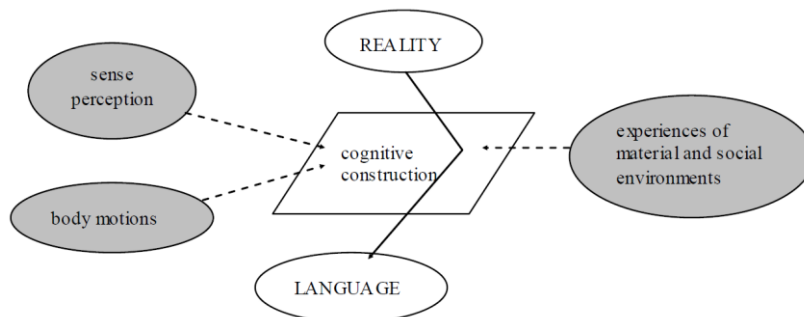 REALITY
sense
perception
cognitive
construction
experiences of
material and social
environments
body motions
LANGUAGE